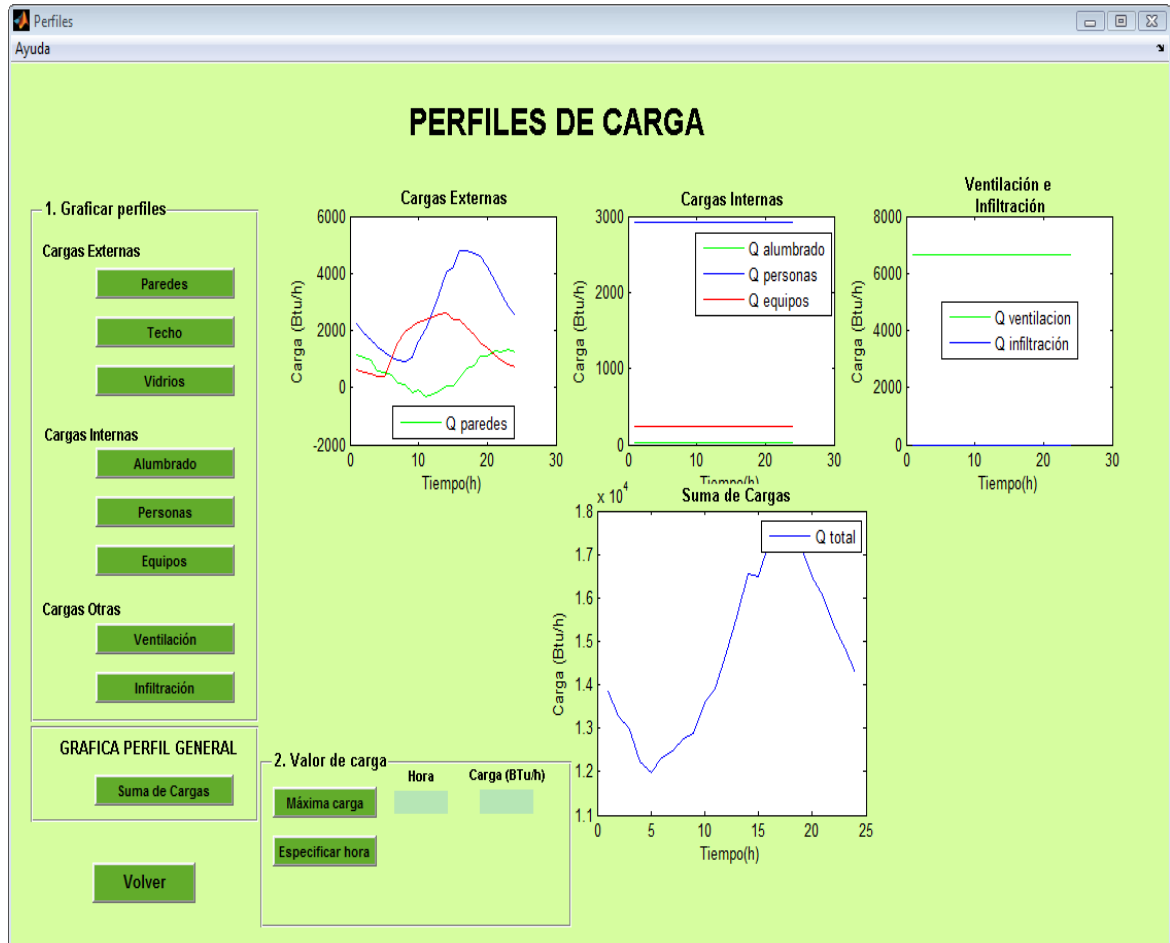 Perfiles
Ayuda
PERFILES DE CARGA
1. Graficar perfiles
Cargas Externas
Paredes
Techo
Vidrios
Cargas Internas
Alumbrado
Personas
Equipos
Cargas Otras
Ventilación
Infiltración
GRAFICA PERFIL GENERAL
Suma de Cargas
Volver
2. Valor de carga
Hora
Carga (BTu/h)
Máxima carga
Especificar hora
Cargas Externas
6000
4000
2000
0
-2000
Carga (Btu/h)
Q paredes
0 10 20 30
Tiempo(h)
Cargas Internas
3000
2000
1000
0
Carga (Btu/h)
Q alumbrado
Q personas
Q equipos
0 10 20 30
Tiempo(h)
Ventilación e
Infiltración
8000
6000
4000
2000
0
Carga (Btu/h)
Q ventilacion
Q infiltración
0 10 20 30
Tiempo(h)
x 10^4
Suma de Cargas
1.8
1.7
1.6
1.5
1.4
1.3
1.2
1.1
Carga (Btu/h)
Q total
0 5 10 15 20 25
Tiempo(h)